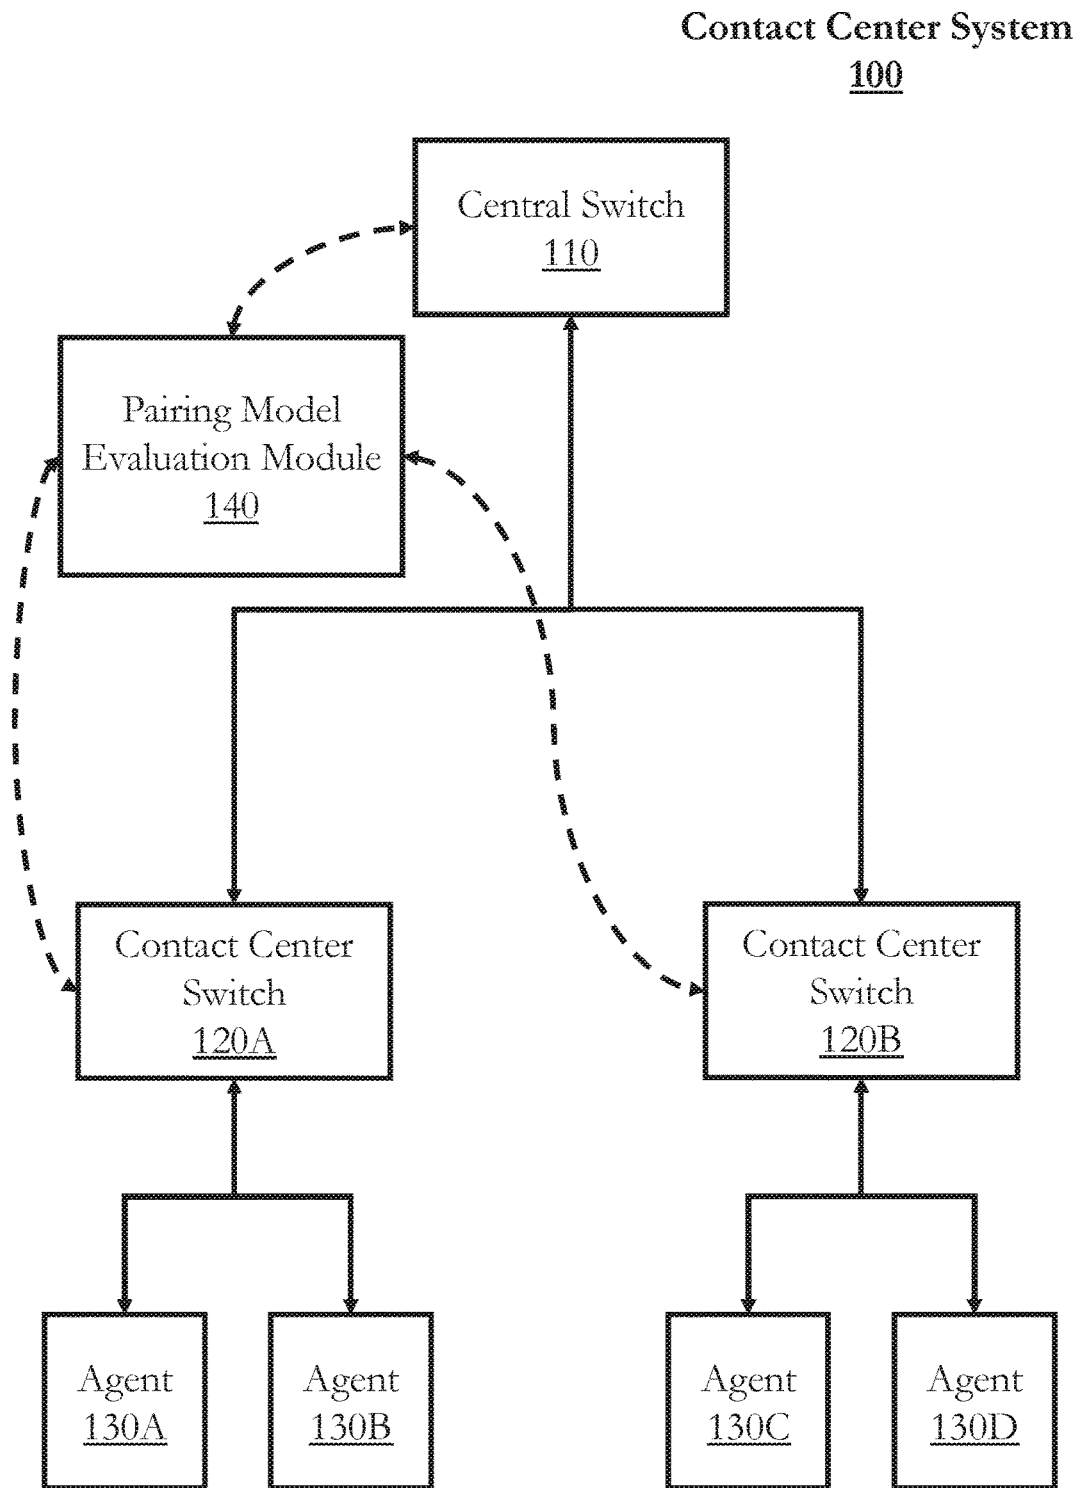 Contact Center System
100
Central Switch
110
Pairing Model
Evaluation Module
140
Contact Center
Switch
120A
Contact Center
Switch
120B
Agent
130A
Agent
130B
Agent
130C
Agent
130D